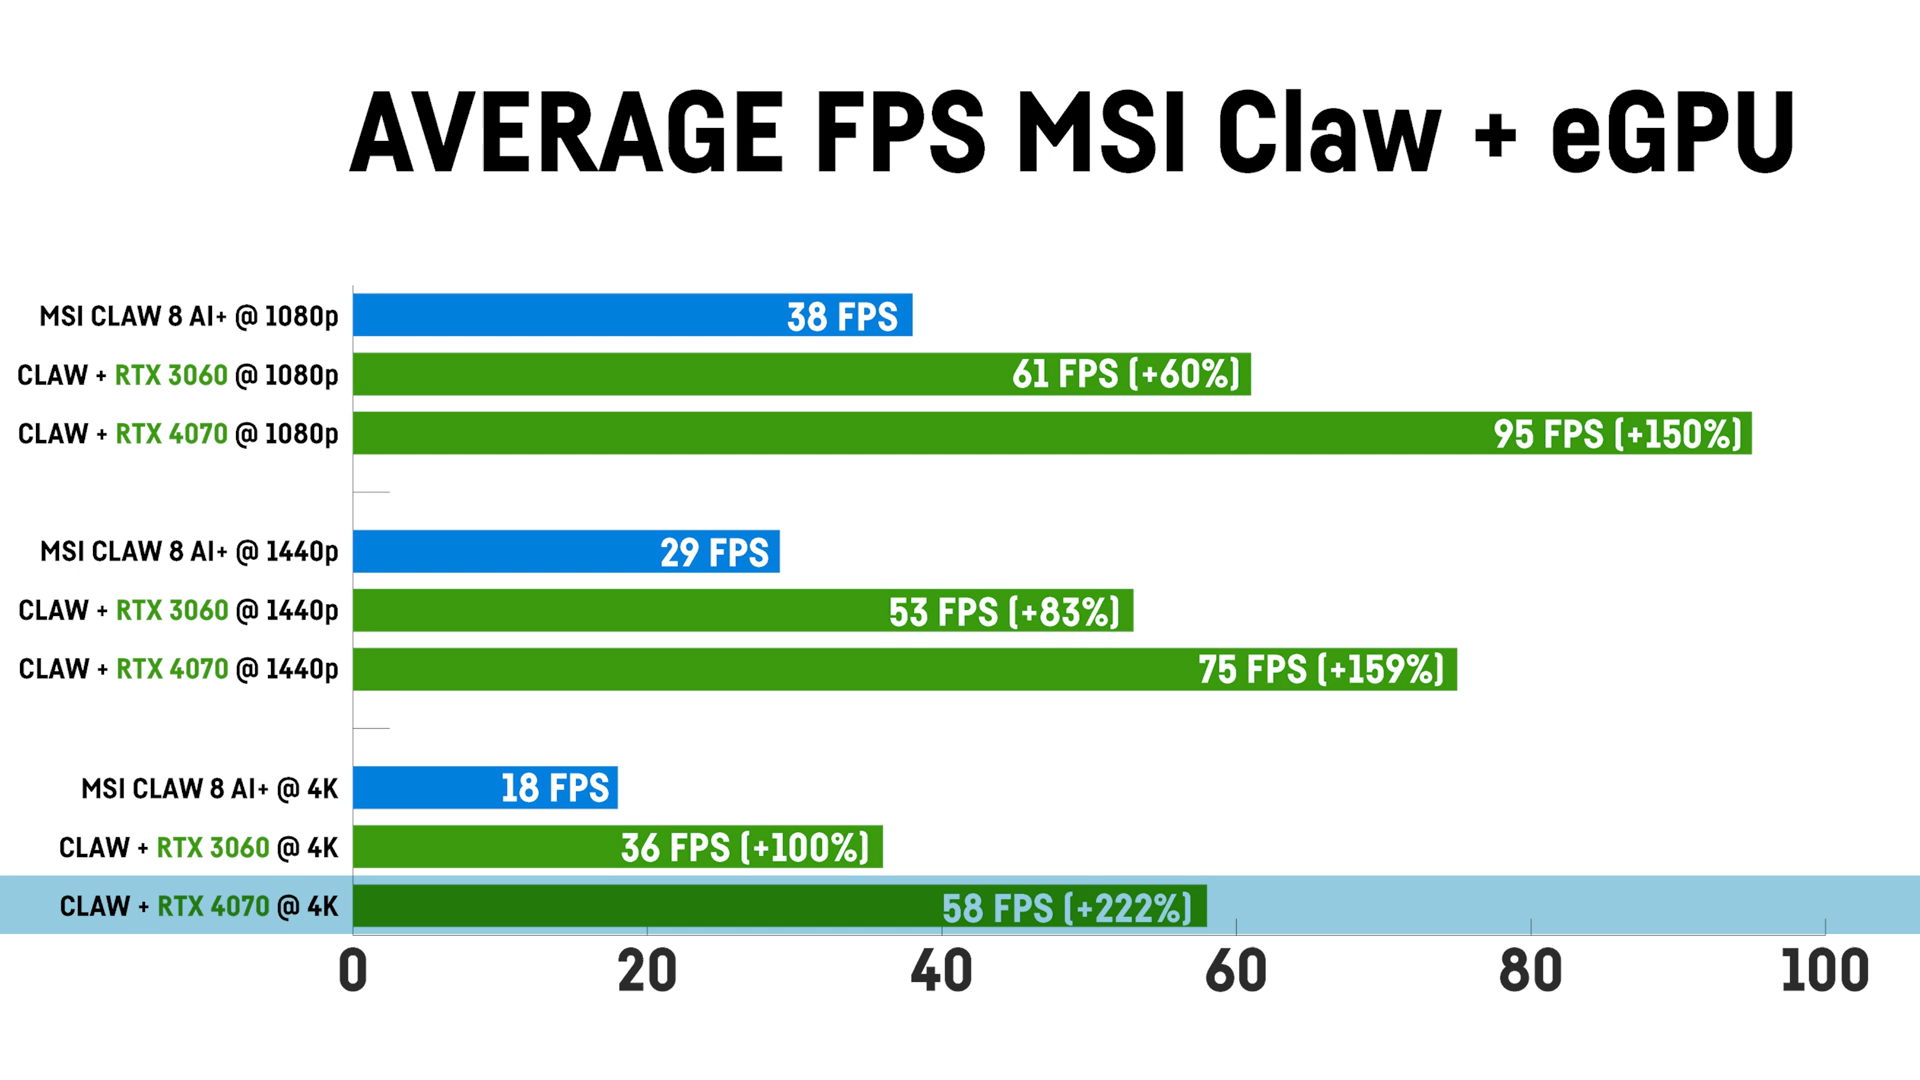 AVERAGE FPS MSI Claw + eGPU
MSI CLAW 8 AI+ @ 1080p
38 FPS
CLAW + RTX 3060 @ 1080p
61 FPS (+60%)
CLAW + RTX 4070 @ 1080p
95 FPS (+150%)
MSI CLAW 8 AI+ @ 1440p
29 FPS
CLAW + RTX 3060 @ 1440p
53 FPS (+83%)
CLAW + RTX 4070 @ 1440p
75 FPS (+159%)
MSI CLAW 8 AI+ @ 4K
18 FPS
CLAW + RTX 3060 @ 4K
36 FPS (+100%)
CLAW + RTX 4070 @ 4K
58 FPS (+222%)
0 20 40 60 80 100